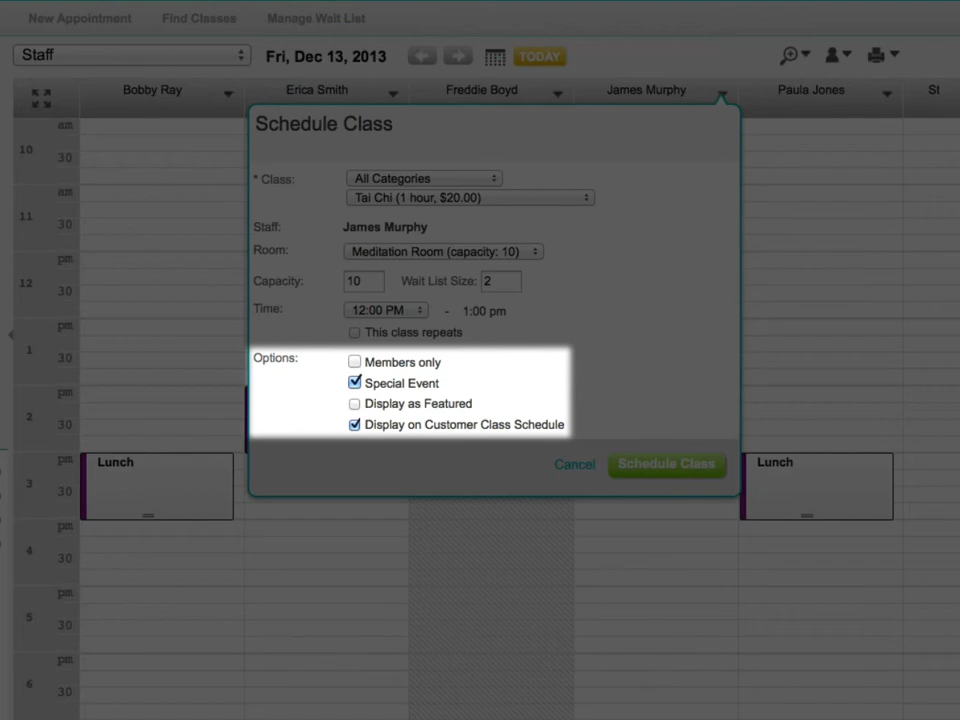 New Appointment Find Classes Manage Wait List
Staff Fri, Dec 13, 2013 TODAY
Bobby Ray Erica Smith Freddie Boyd James Murphy Paula Jones St
Schedule Class
* Class: All Categories
Tai Chi (1 hour, $20.00)
Staff: James Murphy
Room: Meditation Room (capacity: 10)
Capacity: 10 Wait List Size: 2
Time: 12:00 PM - 1:00 pm
This class repeats
Options: Members only
Special Event
Display as Featured
Display on Customer Class Schedule
Cancel Schedule Class
am
10 30
am
11 30
pm
12 30
pm
1 30
pm
2 30
pm Lunch Lunch
3 30
pm
4 30
pm
5 30
pm
6 30